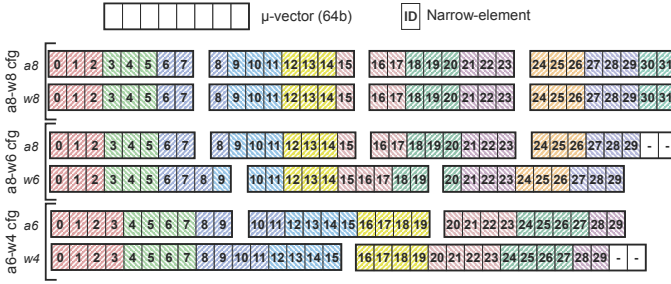 μ-vector (64b) ID Narrow-element
a8-w8 cfg
a8 0 1 2 3 4 5 6 7 8 9 10 11 12 13 14 15 16 17 18 19 20 21 22 23 24 25 26 27 28 29 30 31
w8 0 1 2 3 4 5 6 7 8 9 10 11 12 13 14 15 16 17 18 19 20 21 22 23 24 25 26 27 28 29 30 31
a8-w6 cfg
a8 0 1 2 3 4 5 6 7 8 9 10 11 12 13 14 15 16 17 18 19 20 21 22 23 24 25 26 27 28 29 - -
w6 0 1 2 3 4 5 6 7 8 9 10 11 12 13 14 15 16 17 18 19 20 21 22 23 24 25 26 27 28 29
a6-w4 cfg
a6 0 1 2 3 4 5 6 7 8 9 10 11 12 13 14 15 16 17 18 19 20 21 22 23 24 25 26 27 28 29
w4 0 1 2 3 4 5 6 7 8 9 10 11 12 13 14 15 16 17 18 19 20 21 22 23 24 25 26 27 28 29 - -